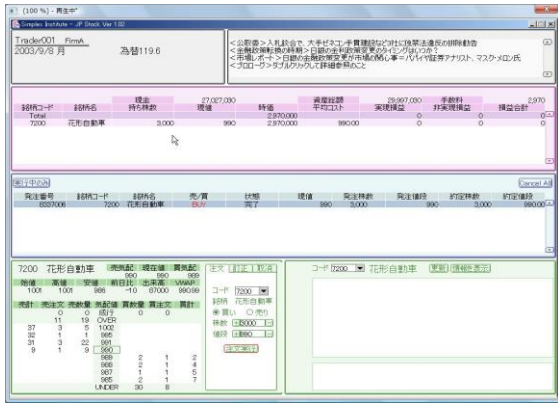 (100 %) - 再生中*
Simplex Institute - JP Stock Ver 1.02
Trader001 FirmA
2003/9/8 月 為替119.6
<公取委>入札談合で、大手ゼネコン子貫建設など3社に独禁法違反の排除勧告
<金融政策転換の時期>日銀の金利政策変更のタイミングはいつか?
<市場レポート>日銀の金融政策変更が市場の関心事=パパイヤ証券アナリスト、マスク・メロン氏
<プロローグ>ダブルクリックして詳細参照のこと
現金 27,027,030 資産総額 29,997,030 手数料 2,970
銘柄コード 銘柄名 持ち株数 現値 時価 平均コスト 実現損益 非実現損益 損益合計
Total 2,970,000 0 0 0
7200 花形自動車 3,000 990 2,970,000 990.00 0 0 0
実行中のみ Cancel All
発注番号 銘柄コード 銘柄名 売/買 状態 現値 発注株数 発注値段 約定株数 約定値段
7200 花形自動車 BUY 完了 990 3,000 990 3,000 990.00
7200 花形自動車 売気配 現在値 買気配
990 990 989
始値 高値 安値 前日比 出来高 VWAP
1001 1001 986 -10 87000 990.99
売計 売注文 売数量 気配値 買数量 買注文 買計
0 0 成行 0 0
11 19 OVER
37 3 5 1002
32 1 1 995
31 3 22 991
9 1 9 990
989 2 1 2
988 2 1 4
987 1 1 5
985 2 1 7
UNDER 30 8
注文 訂正 取消
コード 7200
銘柄 花形自動車
買い 売り
株数 3000
値段 990
注文実行
コード 7200 花形自動車 更新 情報を表示